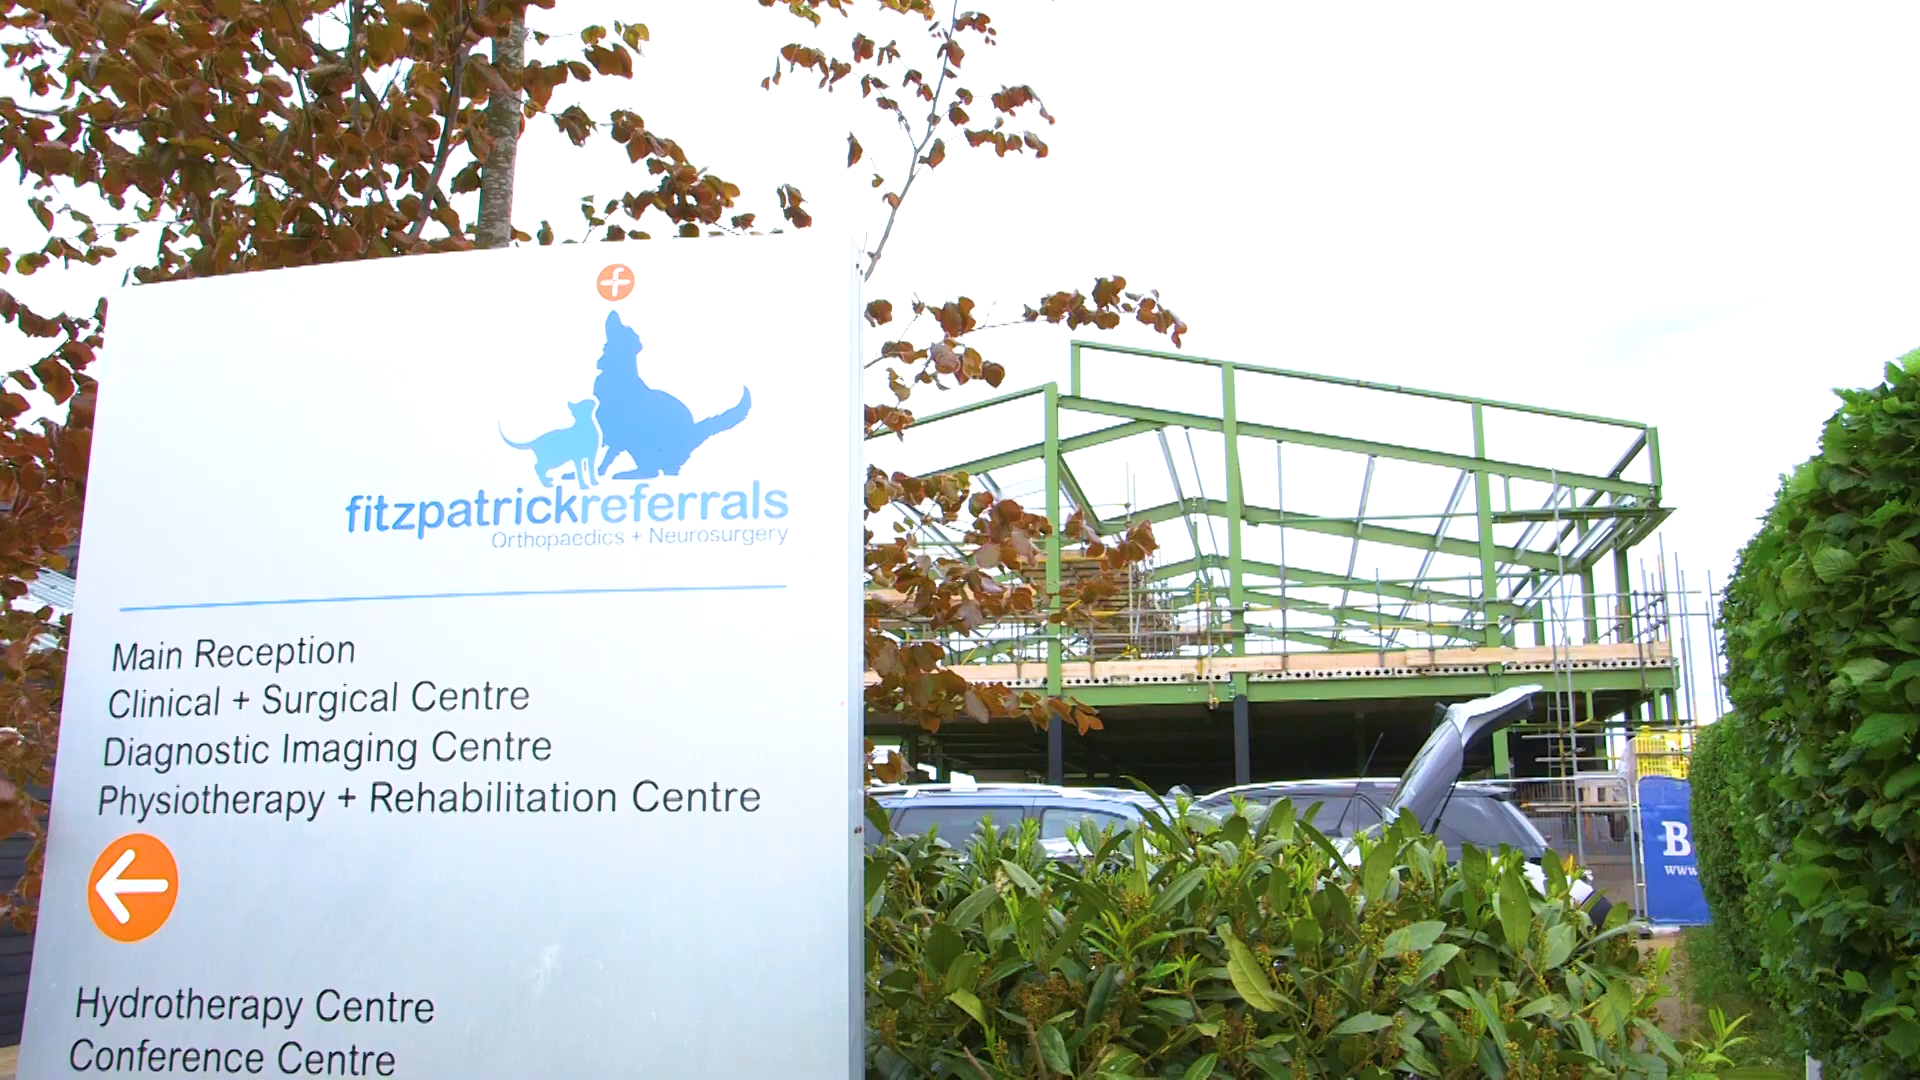 fitzpatrickreferrals
Orthopaedics + Neurosurgery
Main Reception
Clinical + Surgical Centre
Diagnostic Imaging Centre
Physiotherapy + Rehabilitation Centre
Hydrotherapy Centre
Conference Centre
B
www